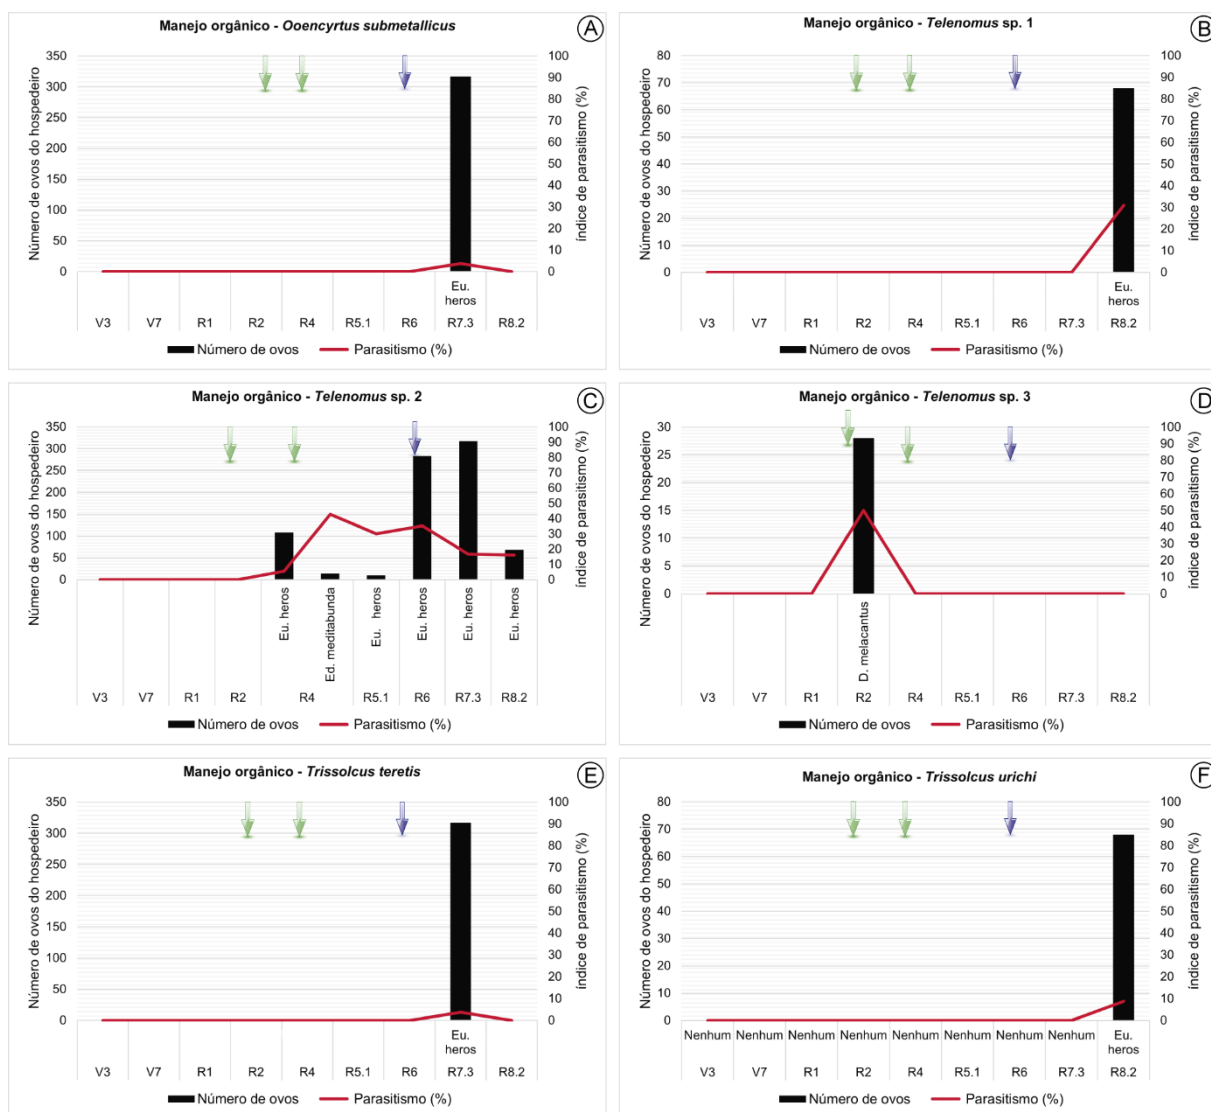 Manejo orgânico - Ooencyrtus submetallicus
A
Número de ovos do hospedeiro
350
300
250
200
150
100
50
0
índice de parasitismo (%)
100
90
80
70
60
50
40
30
20
10
0
Eu.
heros
V3 V7 R1 R2 R4 R5.1 R6 R7.3 R8.2
Número de ovos Parasitismo (%)
Manejo orgânico - Telenomus sp. 1
B
Número de ovos do hospedeiro
80
70
60
50
40
30
20
10
0
índice de parasitismo (%)
100
90
80
70
60
50
40
30
20
10
0
Eu.
heros
V3 V7 R1 R2 R4 R5.1 R6 R7.3 R8.2
Número de ovos Parasitismo (%)
Manejo orgânico - Telenomus sp. 2
C
Número de ovos do hospedeiro
350
300
250
200
150
100
50
0
índice de parasitismo (%)
100
90
80
70
60
50
40
30
20
10
0
Eu. heros
Ed. meditabunda
Eu. heros
Eu. heros
Eu. heros
Eu. heros
V3 V7 R1 R2 R4 R5.1 R6 R7.3 R8.2
Número de ovos Parasitismo (%)
Manejo orgânico - Telenomus sp. 3
D
Número de ovos do hospedeiro
30
25
20
15
10
5
0
índice de parasitismo (%)
100
90
80
70
60
50
40
30
20
10
0
D. melacantus
V3 V7 R1 R2 R4 R5.1 R6 R7.3 R8.2
Número de ovos Parasitismo (%)
Manejo orgânico - Trissolcus teretis
E
Número de ovos do hospedeiro
350
300
250
200
150
100
50
0
índice de parasitismo (%)
100
90
80
70
60
50
40
30
20
10
0
Eu.
heros
V3 V7 R1 R2 R4 R5.1 R6 R7.3 R8.2
Número de ovos Parasitismo (%)
Manejo orgânico - Trissolcus urichi
F
Número de ovos do hospedeiro
80
70
60
50
40
30
20
10
0
índice de parasitismo (%)
100
90
80
70
60
50
40
30
20
10
0
Nenhum Nenhum Nenhum Nenhum Nenhum Nenhum Nenhum Nenhum Eu.
heros
V3 V7 R1 R2 R4 R5.1 R6 R7.3 R8.2
Número de ovos Parasitismo (%)